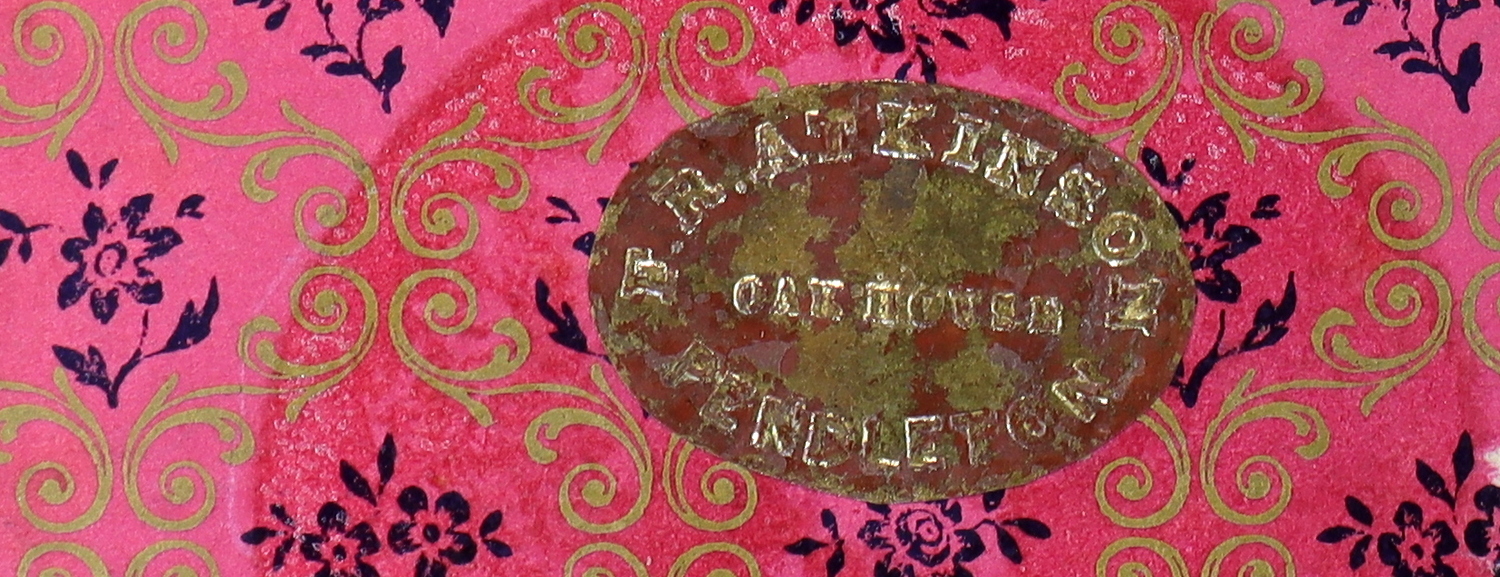 E.R. ATKINSON
OAK HOUSE
PENDLETON